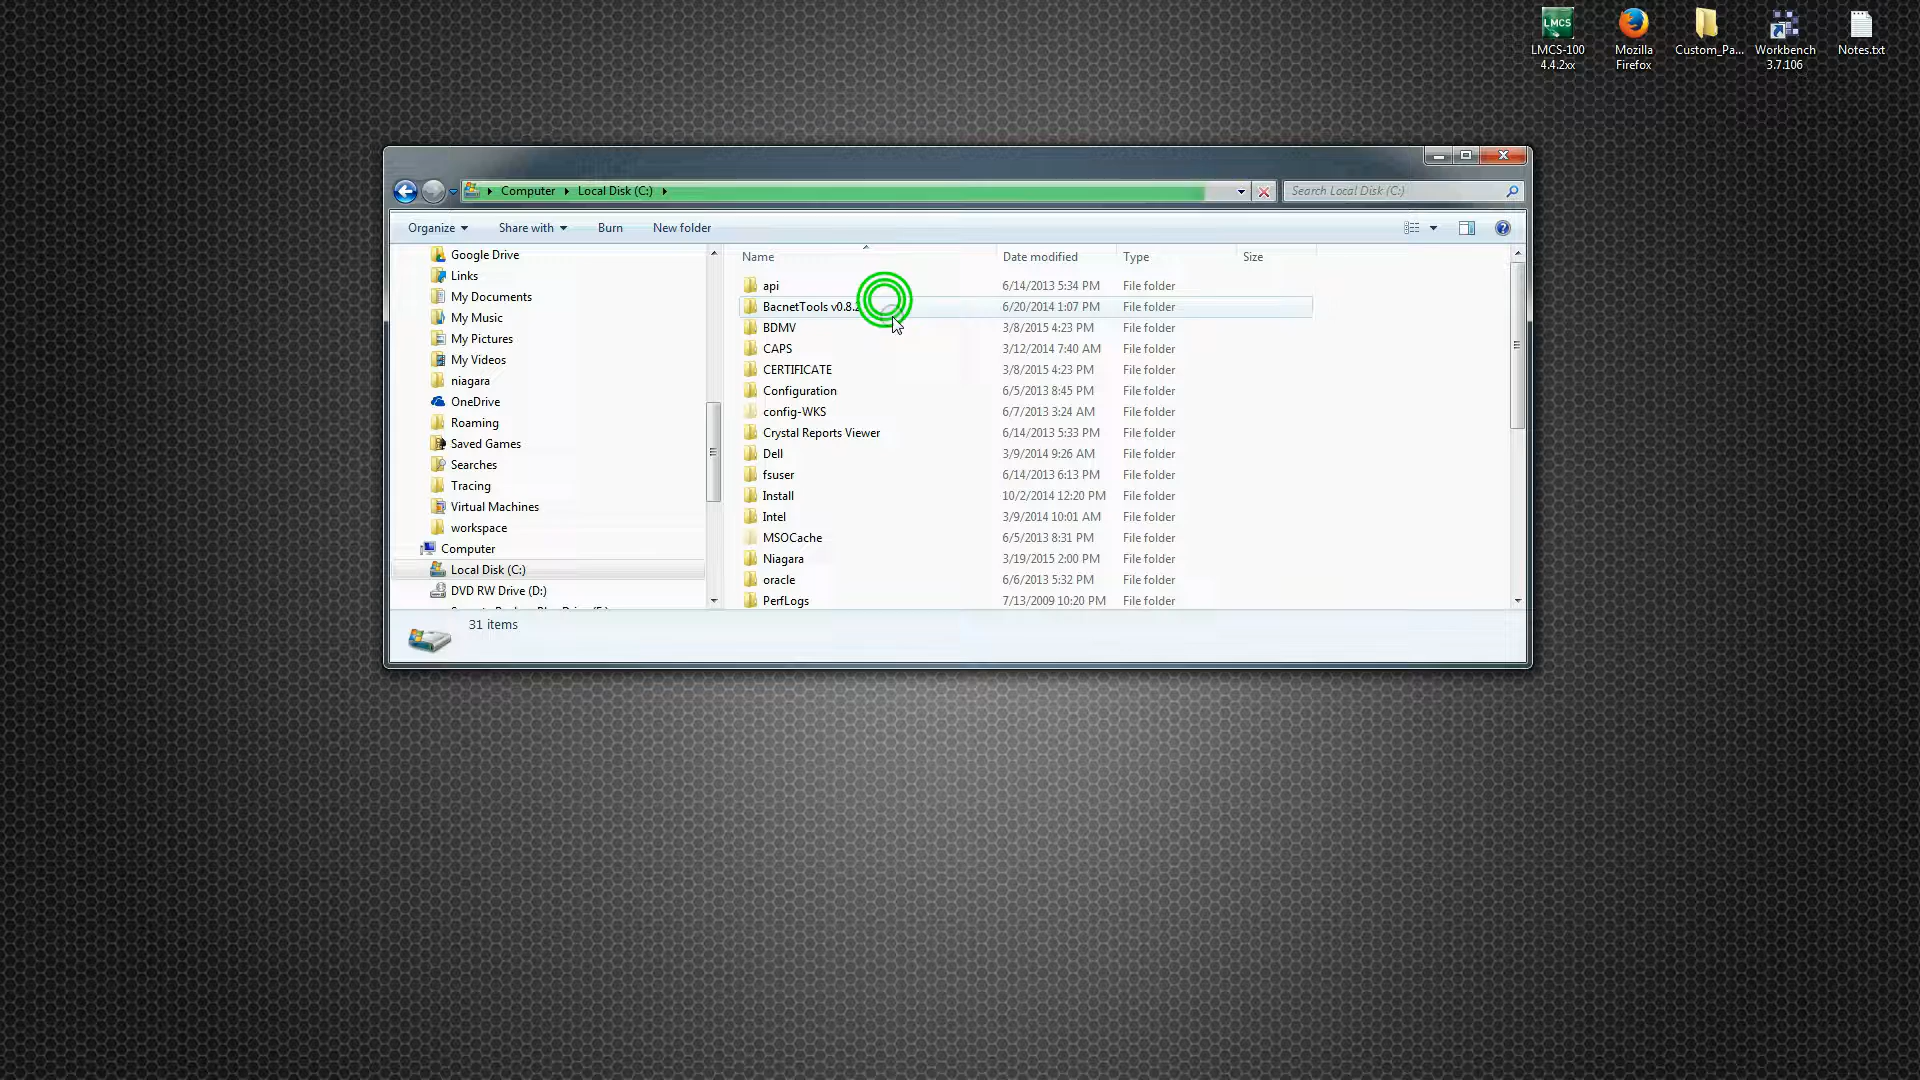 LMCS
LMCS-100
4.4.2xx
Mozilla
Firefox
Custom_Pa...
Workbench
3.7.106
Notes.txt
Computer
Local Disk (C:)
Search Local Disk (C:)
Organize
Share with
Burn
New folder
Google Drive
Links
My Documents
My Music
My Pictures
My Videos
niagara
OneDrive
Roaming
Saved Games
Searches
Tracing
Virtual Machines
workspace
Computer
Local Disk (C:)
DVD RW Drive (D:)
Name Date modified Type Size
api 6/14/2013 5:34 PM File folder
BacnetTools 6/20/2014 1:07 PM File folder
BDMV 3/8/2015 4:23 PM File folder
CAPS 3/12/2014 7:40 AM File folder
CERTIFICATE 3/8/2015 4:23 PM File folder
Configuration 6/5/2013 8:45 PM File folder
config-WKS 6/7/2013 3:24 AM File folder
Crystal Reports Viewer 6/14/2013 5:33 PM File folder
Dell 3/9/2014 9:26 AM File folder
fsuser 6/14/2013 6:13 PM File folder
Install 10/2/2014 12:20 PM File folder
Intel 3/9/2014 10:01 AM File folder
MSOCache 6/5/2013 8:31 PM File folder
Niagara 3/19/2015 2:00 PM File folder
oracle 6/6/2013 5:32 PM File folder
PerfLogs 7/13/2009 10:20 PM File folder
31 items